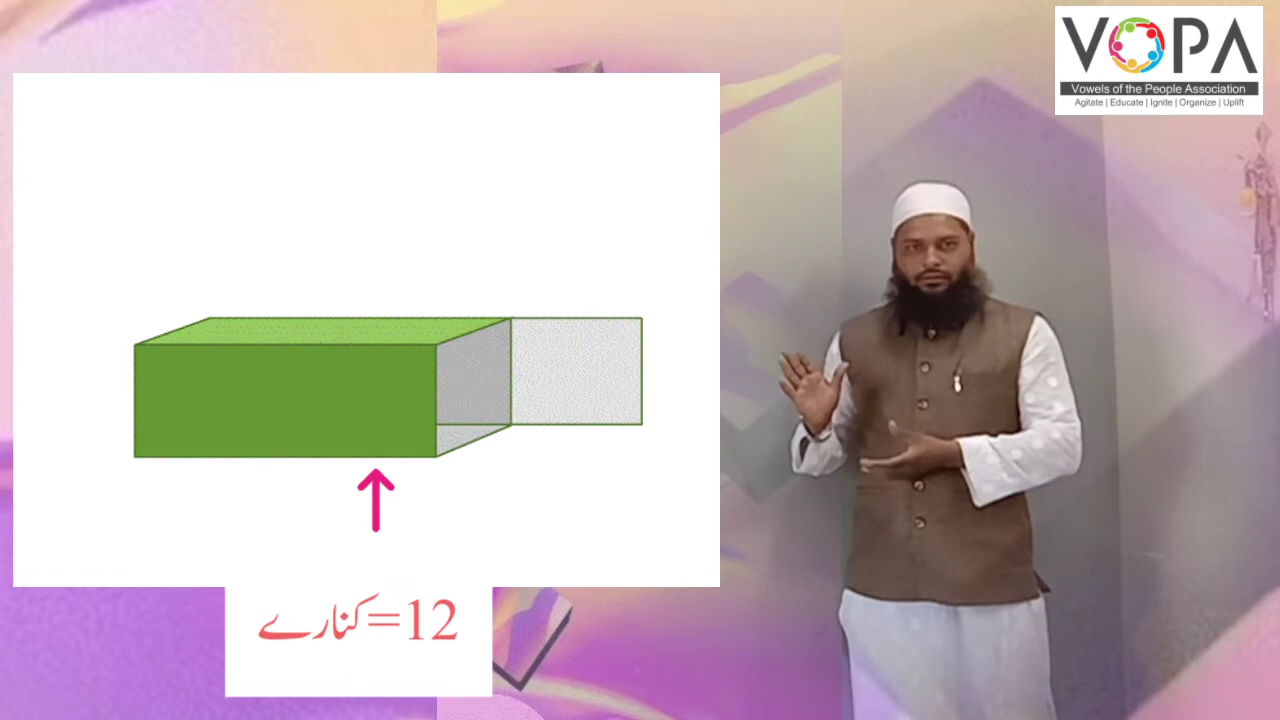 VOPA
Vowels of the People Association
Agitate | Educate | Ignite | Organize | Uplift
12=کنارے